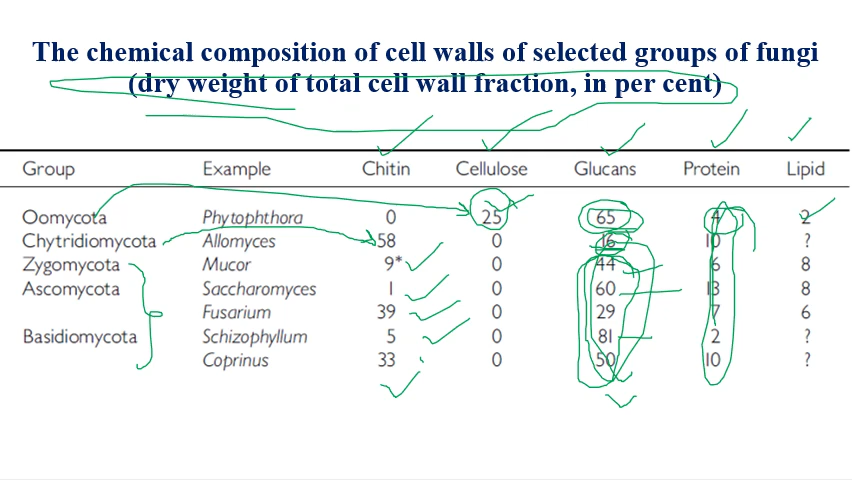 The chemical composition of cell walls of selected groups of fungi
(dry weight of total cell wall fraction, in per cent)
Group Example Chitin Cellulose Glucans Protein Lipid
Oomycota Phytophthora 0 25 65 4 2
Chytridiomycota Allomyces 58 0 16 10 ?
Zygomycota Mucor 9* 0 44 6 8
Ascomycota Saccharomyces 1 0 60 13 8
Fusarium 39 0 29 7 6
Basidiomycota Schizophyllum 5 0 81 2 ?
Coprinus 33 0 50 10 ?